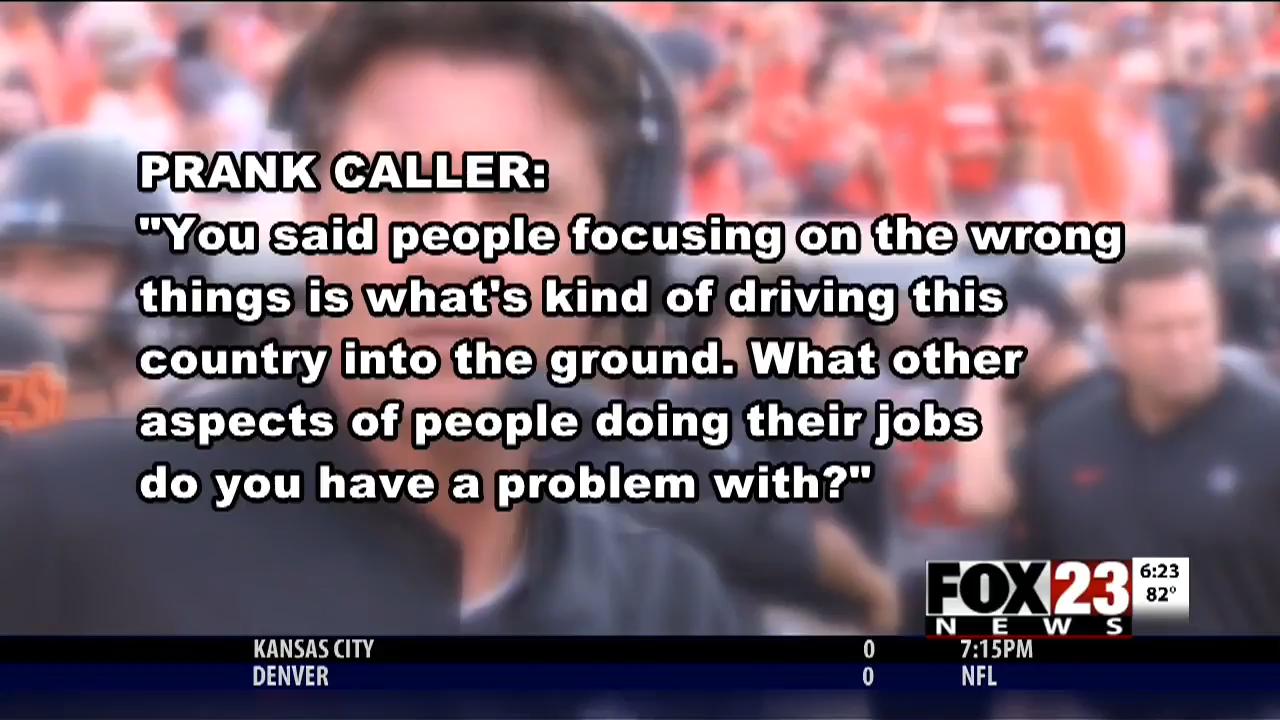 PRANK CALLER:
"You said people focusing on the wrong
things is what's kind of driving this
country into the ground. What other
aspects of people doing their jobs
do you have a problem with?"
FOX23
NEWS
6:23
82°
KANSAS CITY 0 7:15PM
DENVER 0 NFL